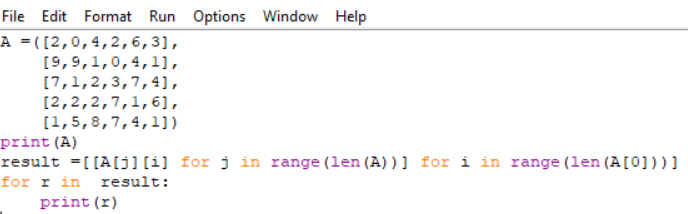 File Edit Format Run Options Window Help
A =([2,0,4,2,6,3],
    [9,9,1,0,4,1],
    [7,1,2,3,7,4],
    [2,2,2,7,1,6],
    [1,5,8,7,4,1])
print(A)
result =[[A[j][i] for j in range(len(A))] for i in range(len(A[0]))]
for r in  result:
    print(r)